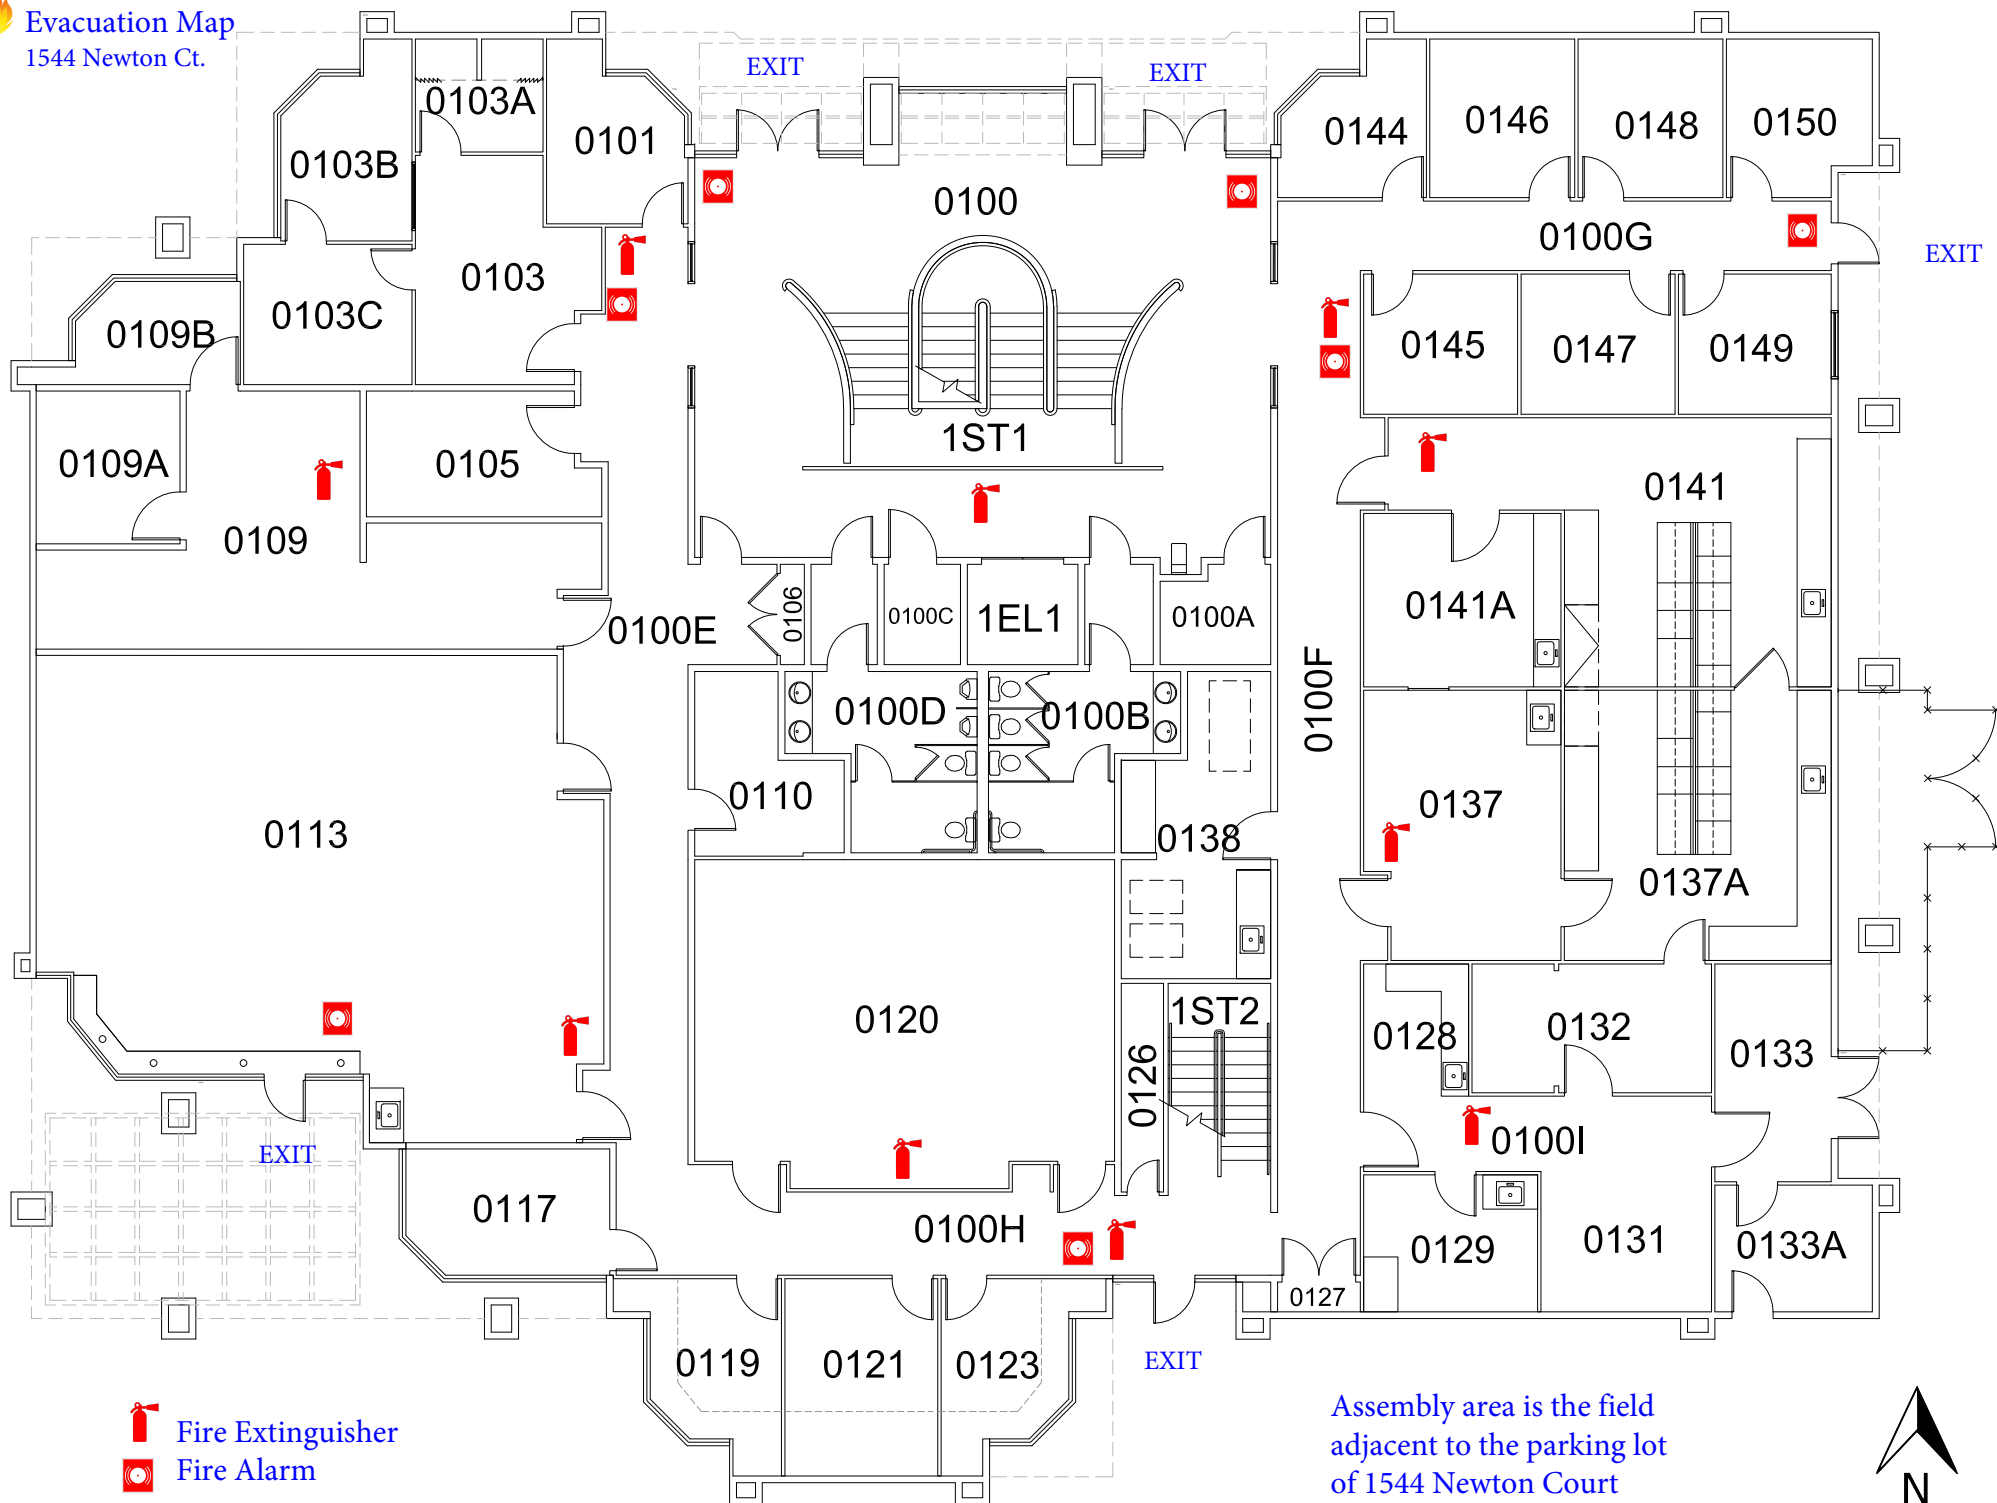 Evacuation Map
1544 Newton Ct.
EXIT
EXIT
0103A
0101
0103B
0144
0146
0148
0150
0100
0100G
EXIT
0103
0103C
0109B
0145
0147
0149
1ST1
0109A
0105
0141
0109
0100E
0106
0100C
1EL1
0100A
0141A
0100F
0100D
0100B
0110
0138
0137
0113
0137A
0120
1ST2
0128
0132
0133
0126
EXIT
0100I
0117
0100H
0129
0131
0133A
0127
0119
0121
0123
EXIT
Fire Extinguisher
Fire Alarm
Assembly area is the field
adjacent to the parking lot
of 1544 Newton Court
N